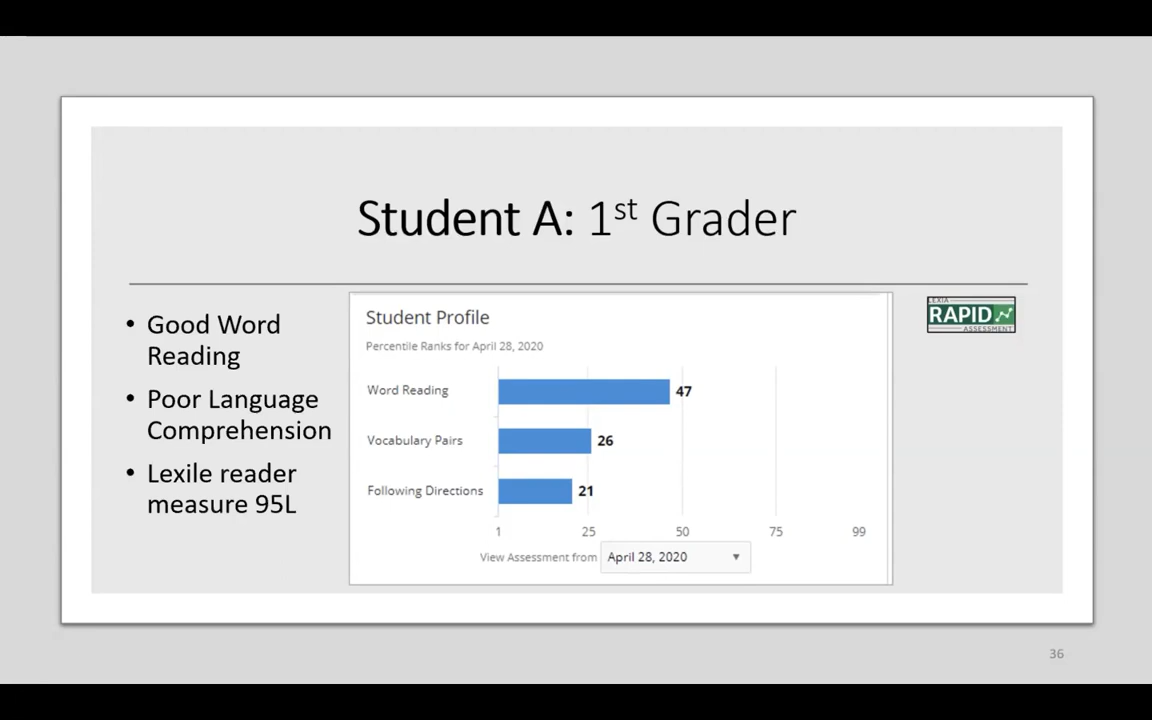 Student A: 1st Grader
• Good Word
Reading
• Poor Language
Comprehension
• Lexile reader
measure 95L
Student Profile
Percentile Ranks for April 28, 2020
Word Reading 47
Vocabulary Pairs 26
Following Directions 21
1 25 50 75 99
View Assessment from April 28, 2020
LEXIA
RAPID
ASSESSMENT
36